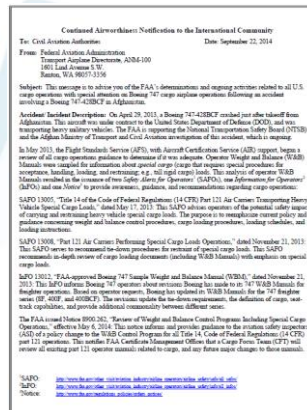 Continued Airworthiness Notification to the International Community
To: Civil Aviation Authorities Date: September 22, 2014
From: Federal Aviation Administration
Transport Airplane Directorate, ANM-100
1601 Lind Avenue S.W.
Renton, WA 98057-3356
Subject: This message is to advise you of the FAA's determinations and ongoing activities related to all U.S.
cargo operations with special attention on Boeing 747 cargo airplane operations following an accident
involving a Boeing 747-428BCF in Afghanistan.
Accident/Incident Description: On April 29, 2013, a Boeing 747-428BCF crashed just after takeoff from
Afghanistan. This aircraft was under contract to the United States Department of Defense (DOD), and was
transporting heavy military vehicles. The FAA is supporting the National Transportation Safety Board (NTSB)
and the Afghan Ministry of Transport and Civil Aviation investigation of this accident, which is ongoing.
In May 2013, the Flight Standards Service (AFS), with Aircraft Certification Service (AIR) support, began a
review of all cargo operations guidance to determine if it was adequate. Operator Weight and Balance (W&B)
Manuals were sampled for information about special cargo (cargo that requires special procedures for
acceptance, handling, loading, and restraining; e.g., tall rigid cargo) loads. This analysis of operator W&B
Manuals resulted in the issuance of two Safety Alerts for Operators¹ (SAFOs), one Information for Operators²
(InFOs) and one Notice³ to provide awareness, guidance, and recommendations regarding cargo operations:
SAFO 13005, "Title 14 of the Code of Federal Regulations (14 CFR) Part 121 Air Carriers Transporting Heavy
Vehicle Special Cargo Loads," dated May 17, 2013. This SAFO advises operators of the potential safety impact
of carrying and restraining heavy vehicle special cargo loads. The purpose is to reemphasize current policy and
guidance concerning weight and balance control procedures, cargo loading procedures, loading schedules, and
loading instructions.
SAFO 13008, "Part 121 Air Carriers Performing Special Cargo Loads Operations," dated November 21, 2013:
This SAFO serves to recommend tie-down procedures for restraint of special cargo loads. This SAFO
recommends in-depth review of cargo loading documents (including W&B Manuals) with emphasis on special
cargo loads.
InFO 13012, "FAA-approved Boeing 747 Sample Weight and Balance Manual (WBM)," dated November 21,
2013: This InFO informs Boeing 747 operators about revisions Boeing has made to its 747 W&B Manuals for
freighter operations. Based on operator requests, Boeing has updated its W&B Manuals for the 747 freighter
series (8F, 400F, and 400BCF). The revisions update the tie-down requirements, the definition of cargo, seat-
track capabilities, and provide additional commonality between different series.
The FAA issued Notice 8900.262, "Review of Weight and Balance Programs Including Special Cargo
Operations," effective May 6, 2014: This notice informs and provides guidance to the aviation safety inspectors
(ASI) of a policy change to the W&B Control Program for all Title 14, Code of Federal Regulations (14 CFR)
part 121 operations. This notifies FAA Certificate Management Offices that a Cargo Focus Team (CFT) will
review all existing part 121 operator manuals related to cargo, and any future major changes to those manuals.
¹SAFO:
²InFO:
³Notice: